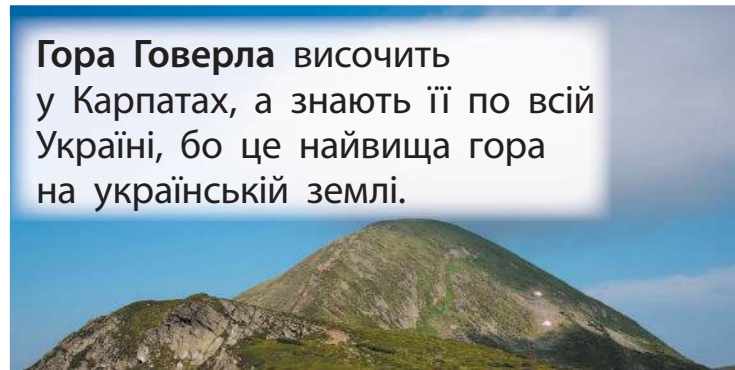 Гора Говерла височить
у Карпатах, а знають її по всій
Україні, бо це найвища гора
на українській землі.